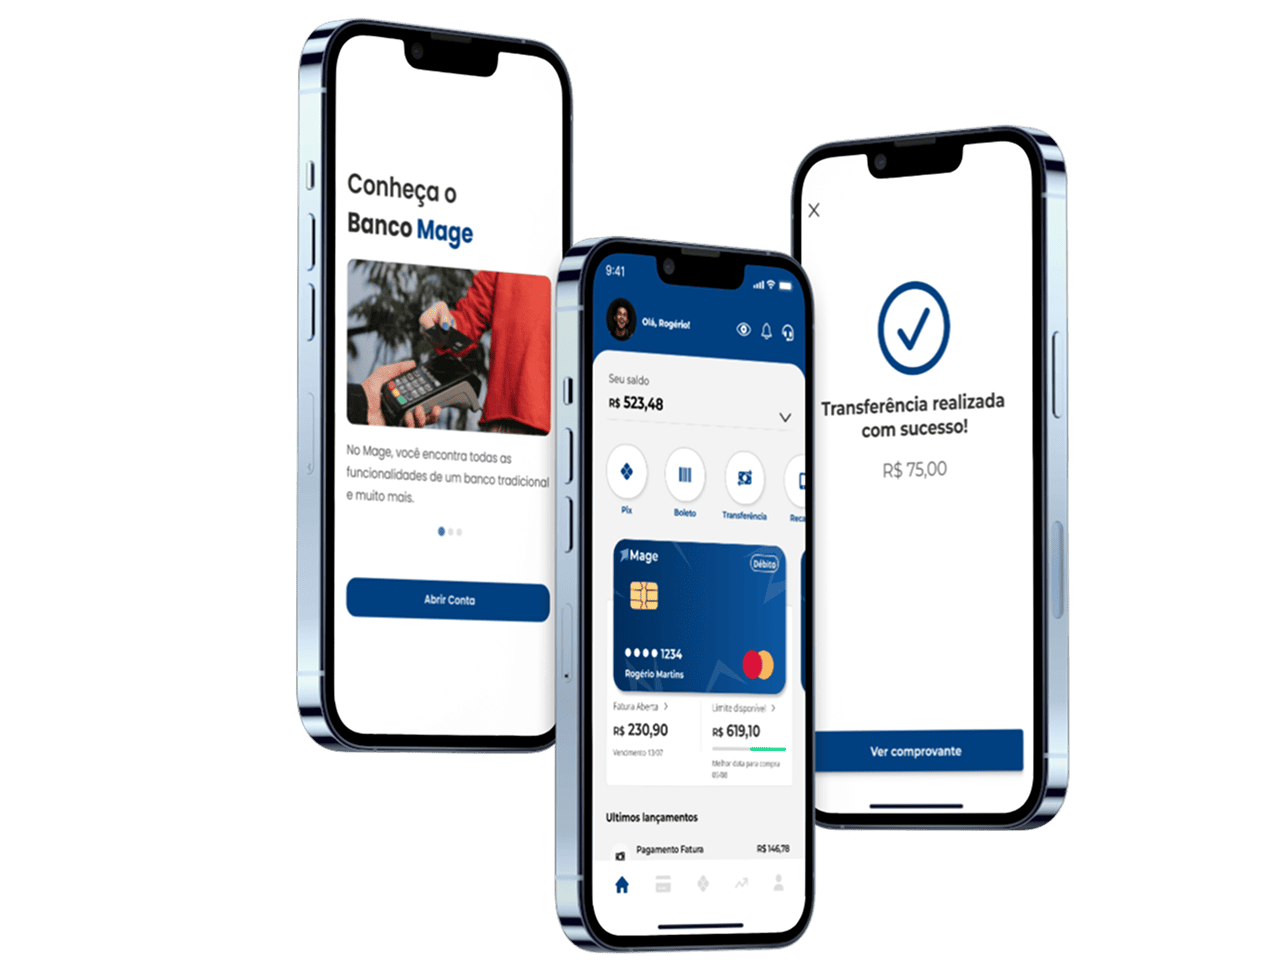 Conheça o
Banco Mage
No Mage, você encontra todas as
funcionalidades de um banco tradicional
e muito mais.
Abrir Conta
9:41
Olá, Rogério!
Seu saldo
R$ 523,48
Pix
Boleto
Transferência
Reca
Mage
Débito
1234
Rogério Martins
Fatura Aberta
R$ 230,90
Vencimento 13/07
Limite disponível
R$ 619,10
Melhor data para compra
05/08
Ultimos lançamentos
Pagamento Fatura
R$ 146,78
X
Transferência realizada
com sucesso!
R$ 75,00
Ver comprovante